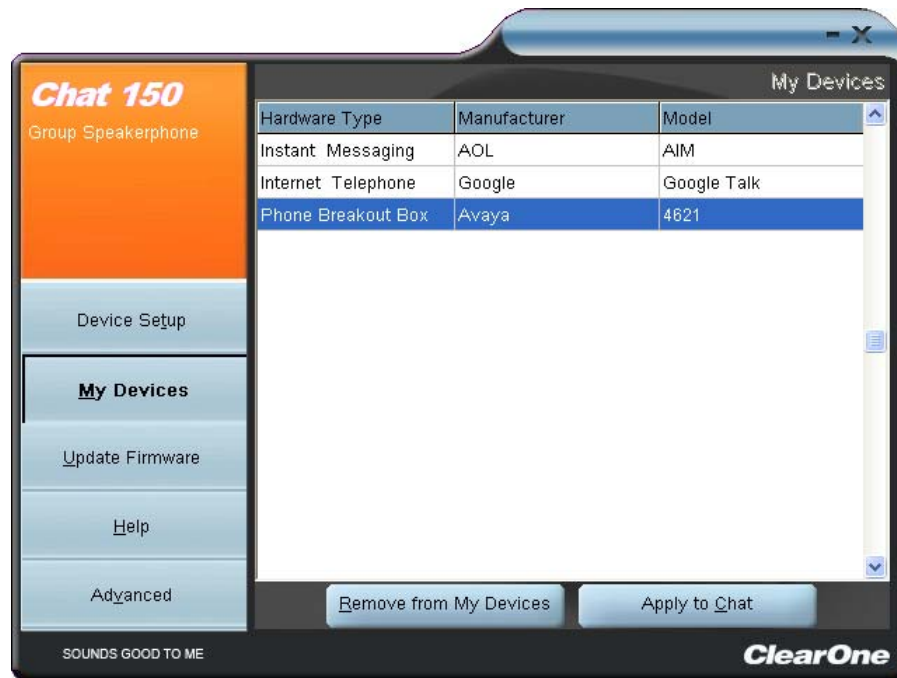 Chat 150
Group Speakerphone
My Devices
Hardware Type Manufacturer Model
Instant Messaging AOL AIM
Internet Telephone Google Google Talk
Phone Breakout Box Avaya 4621
Device Setup
My Devices
Update Firmware
Help
Advanced
Remove from My Devices Apply to Chat
SOUNDS GOOD TO ME
ClearOne